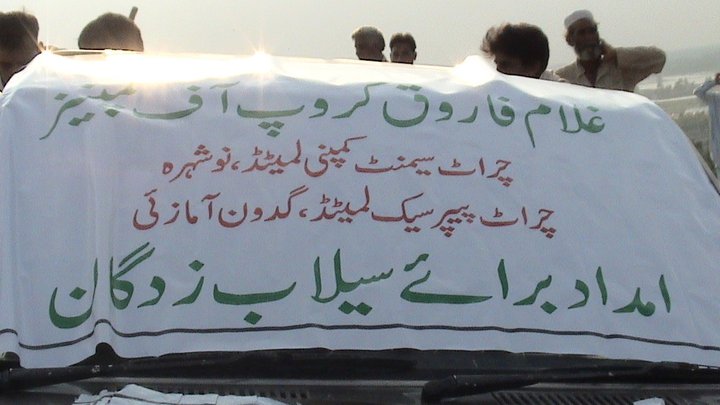 غلام فاروق گروپ آف کمپنیز
چراٹ سیمنٹ کمپنی لمیٹڈ، نوشہرہ
چراٹ پیپر سیک لمیٹڈ، گدون آمازئی
امداد برائے سیلاب زدگان